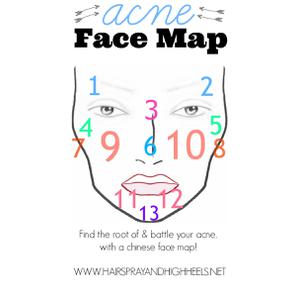 acne
Face Map
1 2
3
4 5
7 9 6 10 8
11 12
13
Find the root of & battle your acne,
with a chinese face map!
WWW.HAIRSPRAYANDHIGHHEELS.NET